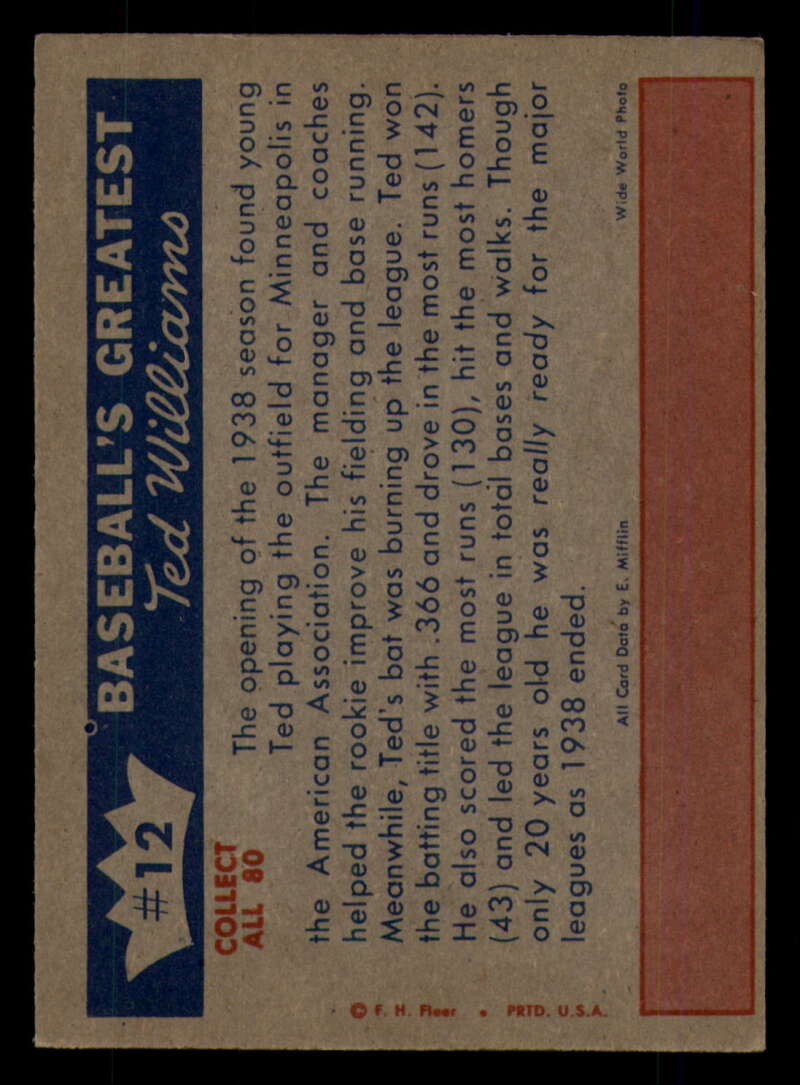 #12
BASEBALL'S GREATEST
Ted Williams
COLLECT
ALL 80
The opening of the 1938 season found young
Ted playing the outfield for Minneapolis in
the American Association. The manager and coaches
helped the rookie improve his fielding and base running.
Meanwhile, Ted's bat was burning up the league. Ted won
the batting title with .366 and drove in the most runs (142).
He also scored the most runs (130), hit the most homers
(43) and led the league in total bases and walks. Though
only 20 years old he was really ready for the major
leagues as 1938 ended.
All Card Data by E. Mifflin
Wide World Photo
© F. H. Fleer • PRTD. U.S.A.